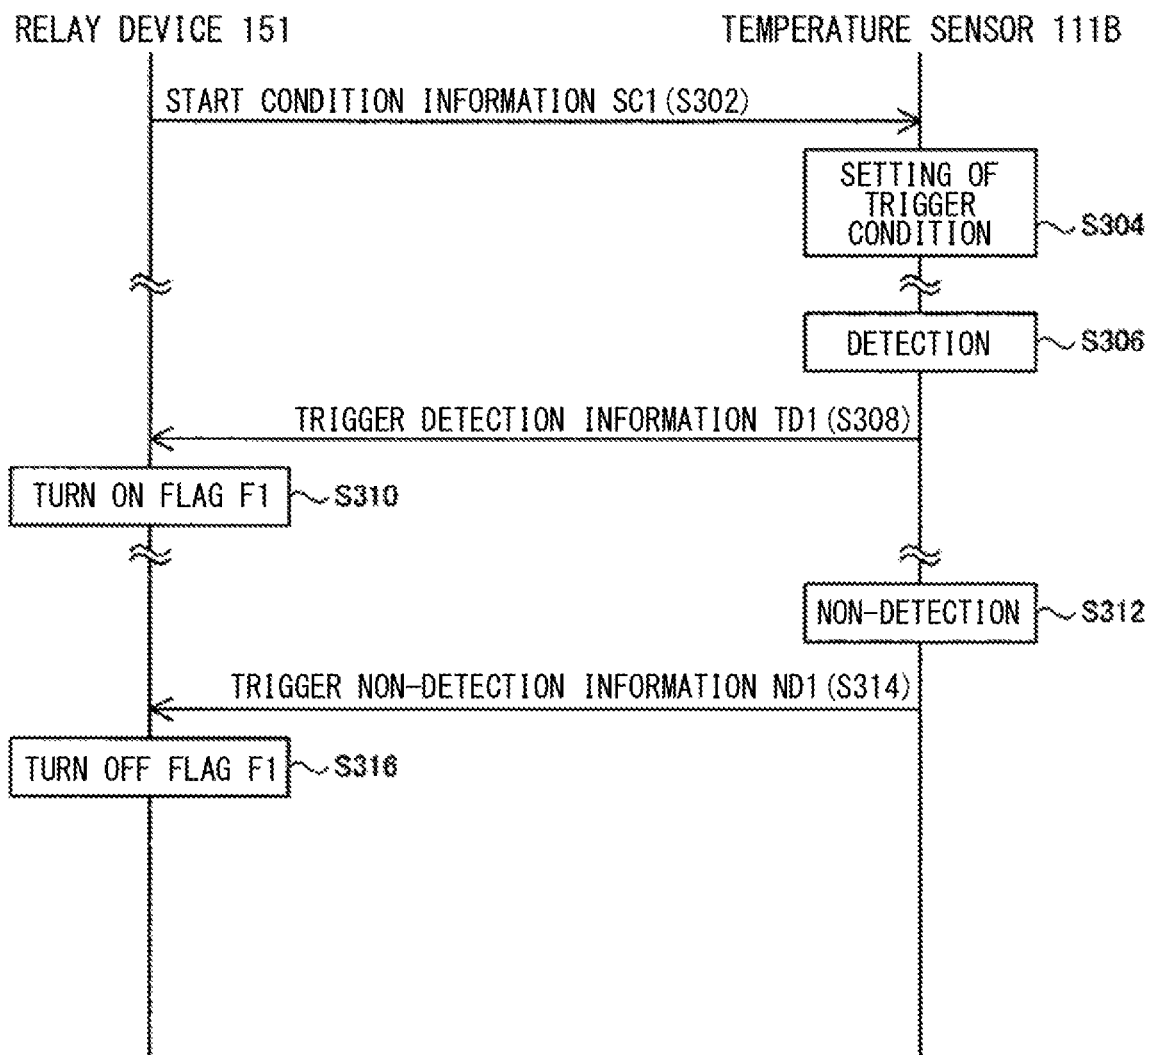 RELAY DEVICE 151
TEMPERATURE SENSOR 111B
START CONDITION INFORMATION SC1(S302)
SETTING OF
TRIGGER
CONDITION
S304
DETECTION
S306
TRIGGER DETECTION INFORMATION TD1(S308)
TURN ON FLAG F1
S310
NON-DETECTION
S312
TRIGGER NON-DETECTION INFORMATION ND1(S314)
TURN OFF FLAG F1
S316